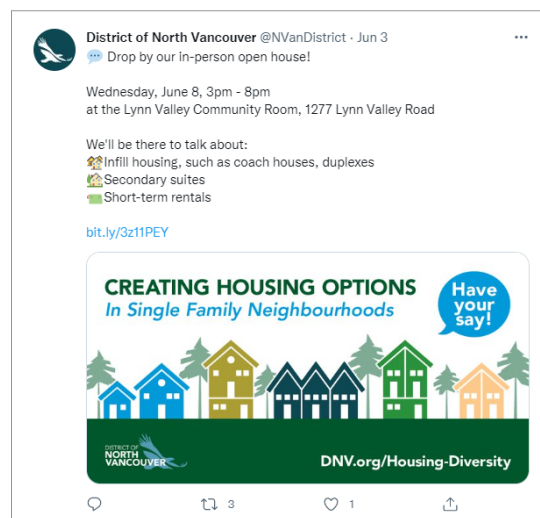 District of North Vancouver @NVanDistrict · Jun 3
💬 Drop by our in-person open house!
Wednesday, June 8, 3pm - 8pm
at the Lynn Valley Community Room, 1277 Lynn Valley Road
We'll be there to talk about:
🏘Infill housing, such as coach houses, duplexes
🏡Secondary suites
Short-term rentals
bit.ly/3z11PEY
CREATING HOUSING OPTIONS
In Single Family Neighbourhoods
Have
your
say!
DISTRICT OF
NORTH
VANCOUVER
DNV.org/Housing-Diversity
3
1